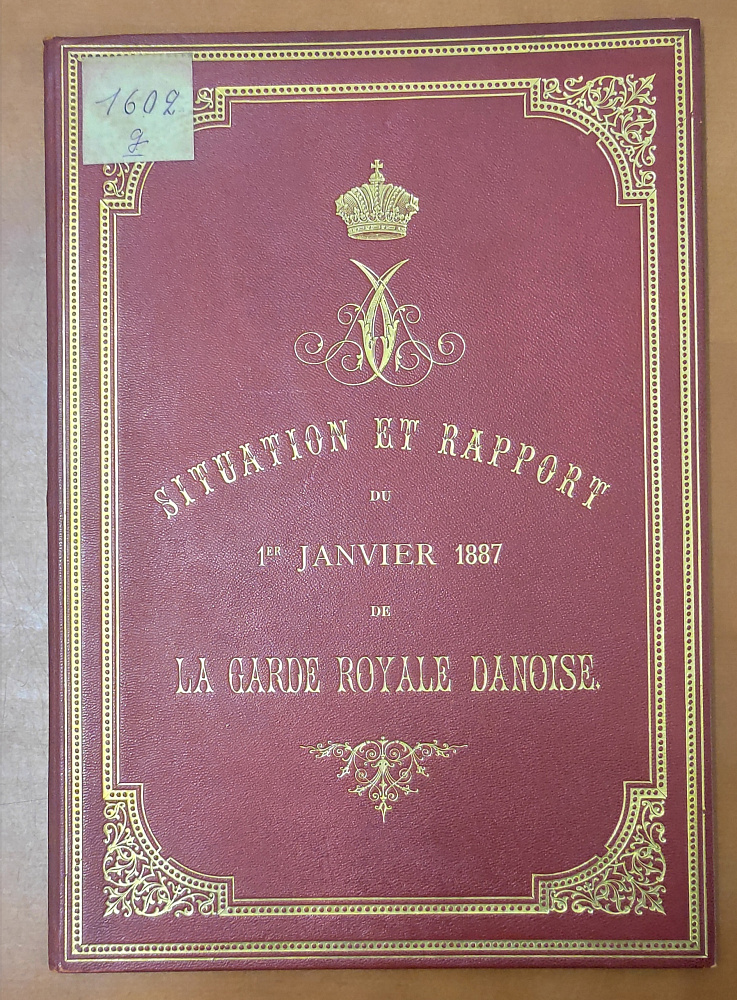 1602
g
SITUATION ET RAPPORT
DU
1ER JANVIER 1887
DE
LA GARDE ROYALE DANOISE.